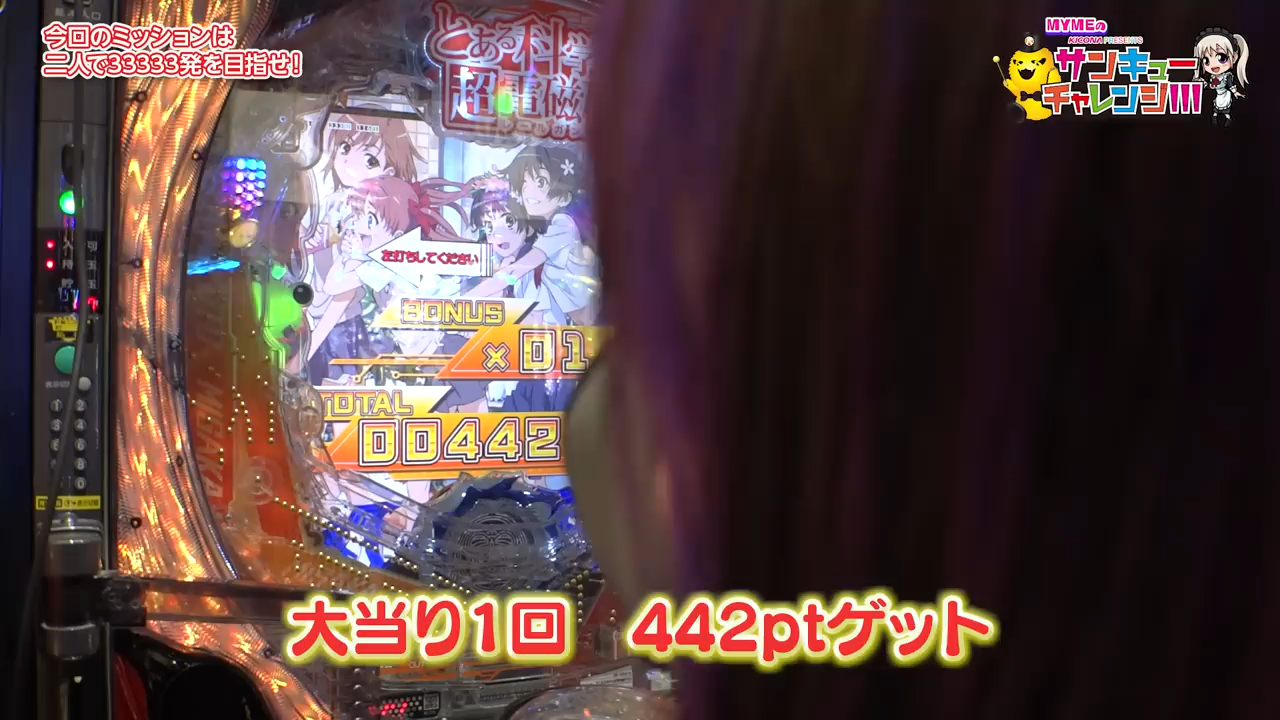 今回のミッションは
二人で33333発を目指せ!
MYMEの
KICONA PRESENTS
サンキュー
チャレンジ!!!
とある科学
超電磁
左打ちしてください
BONUS
×01
TOTAL
00442
MISAKA
大当り1回 442ptゲット